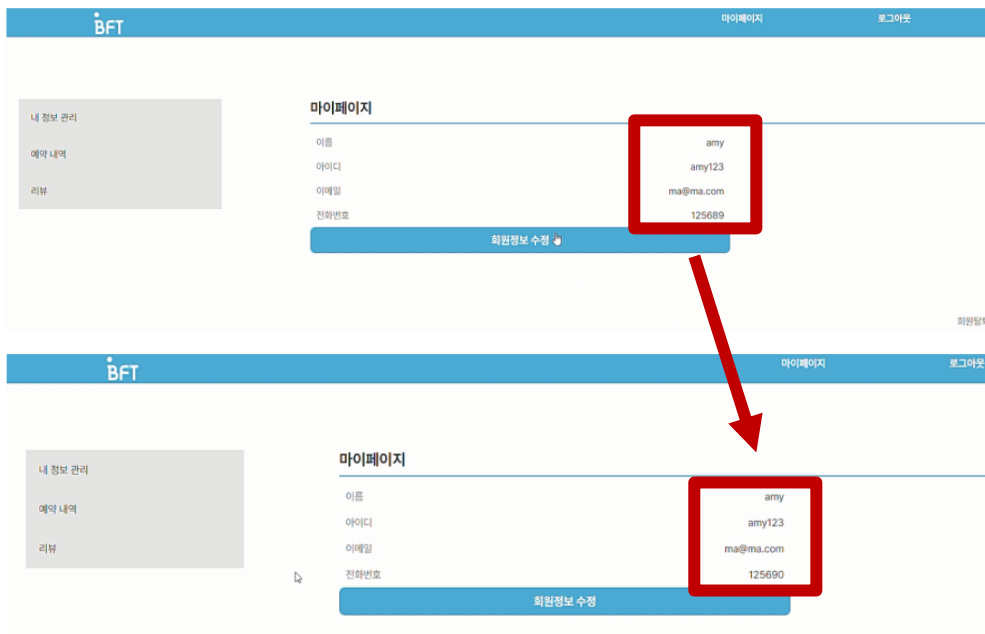 BFT
마이페이지 로그아웃
내 정보 관리
예약 내역
리뷰
마이페이지
이름 amy
아이디 amy123
이메일 ma@ma.com
전화번호 125689
회원정보 수정
BFT
마이페이지 로그아웃
내 정보 관리
예약 내역
리뷰
마이페이지
이름 amy
아이디 amy123
이메일 ma@ma.com
전화번호 125690
회원정보 수정